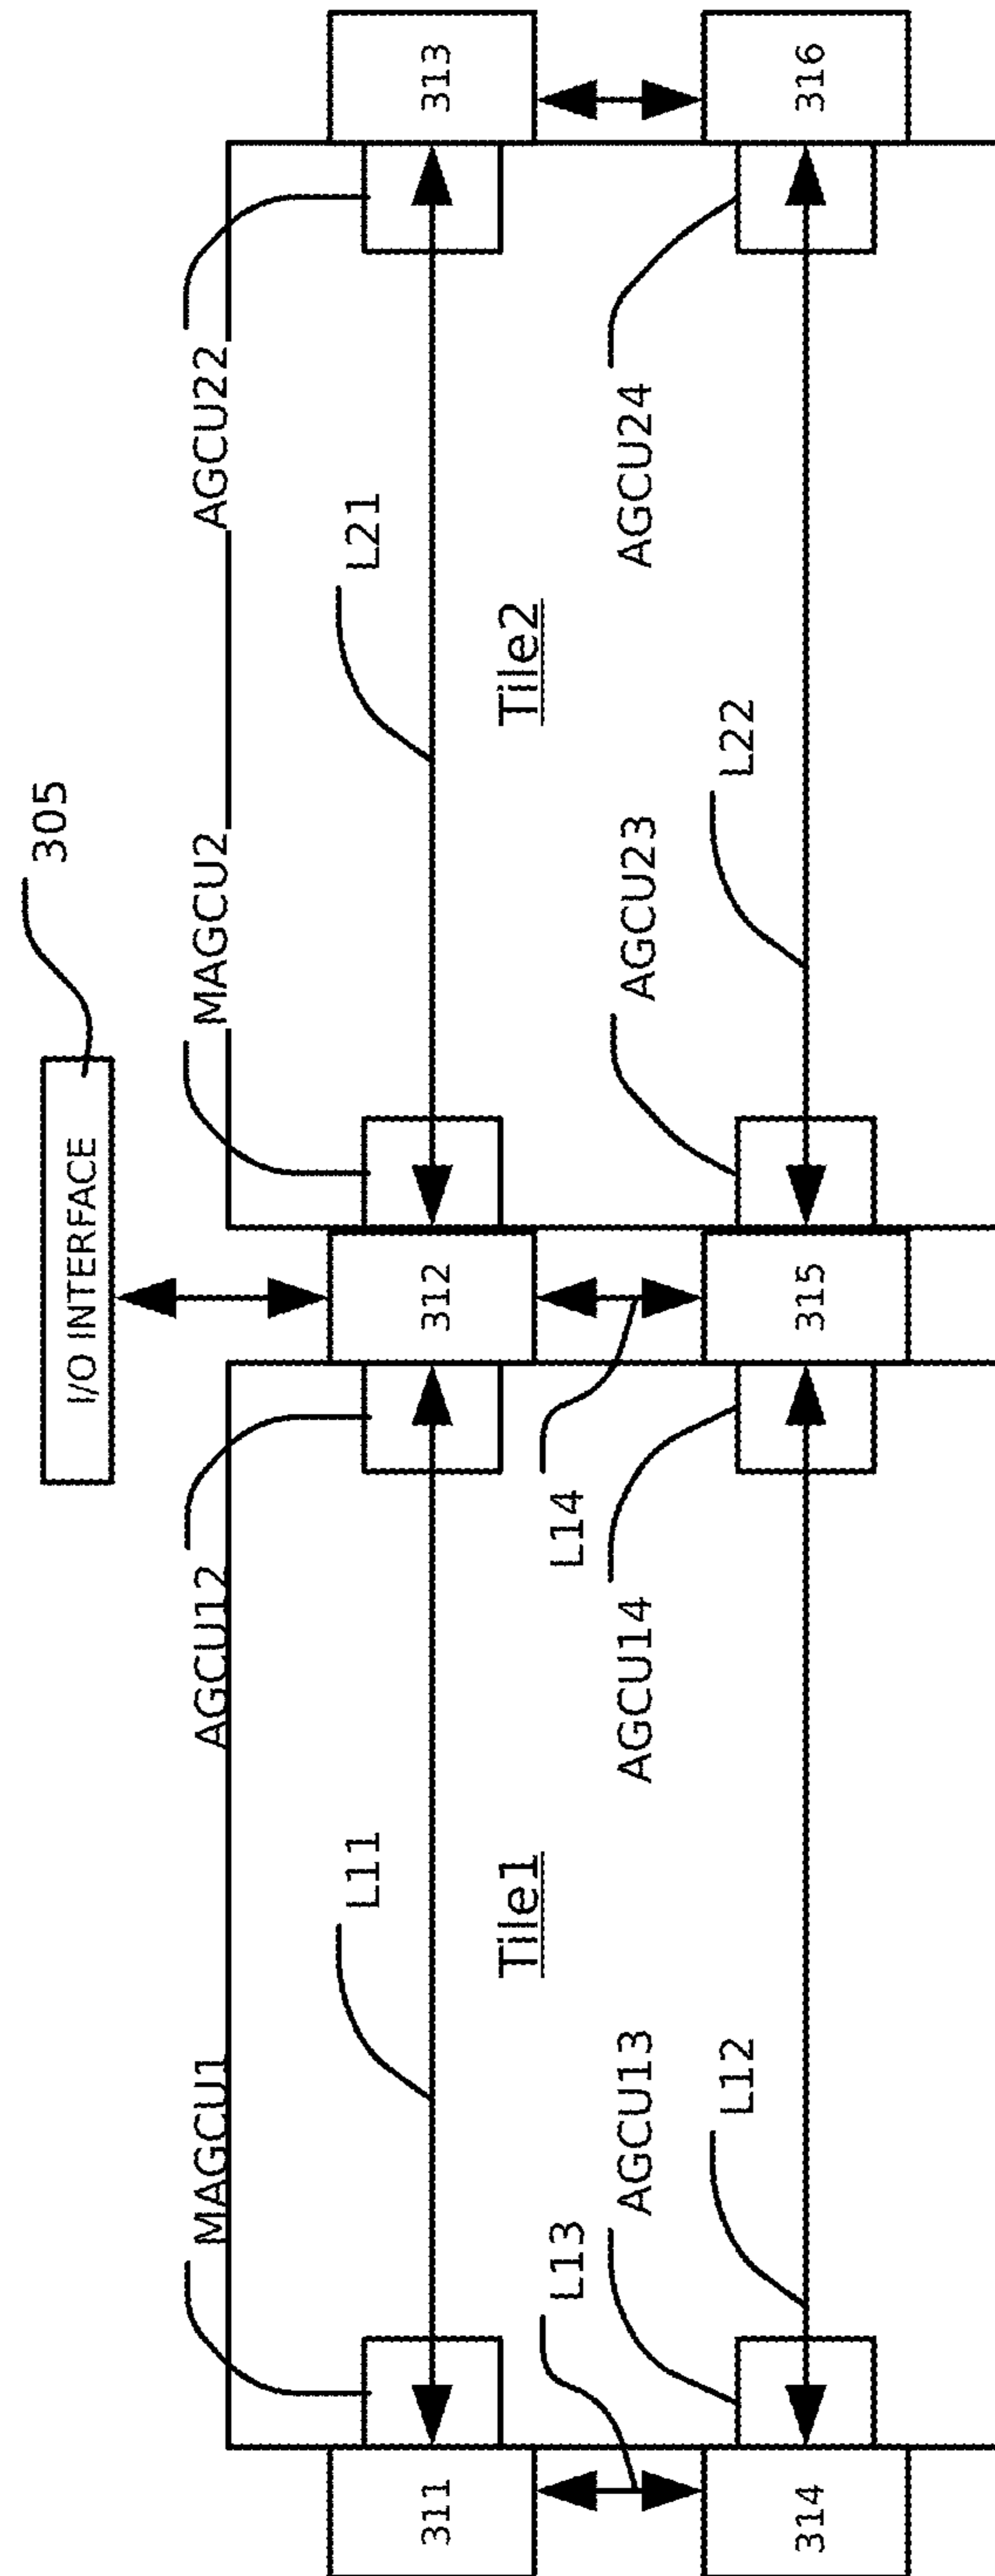 305
I/O INTERFACE
MAGCU1
AGCU12
MAGCU2
AGCU22
L11
L21
311
312
313
Tile1
Tile2
L13
L14
AGCU13
AGCU14
AGCU23
AGCU24
L12
L22
314
315
316